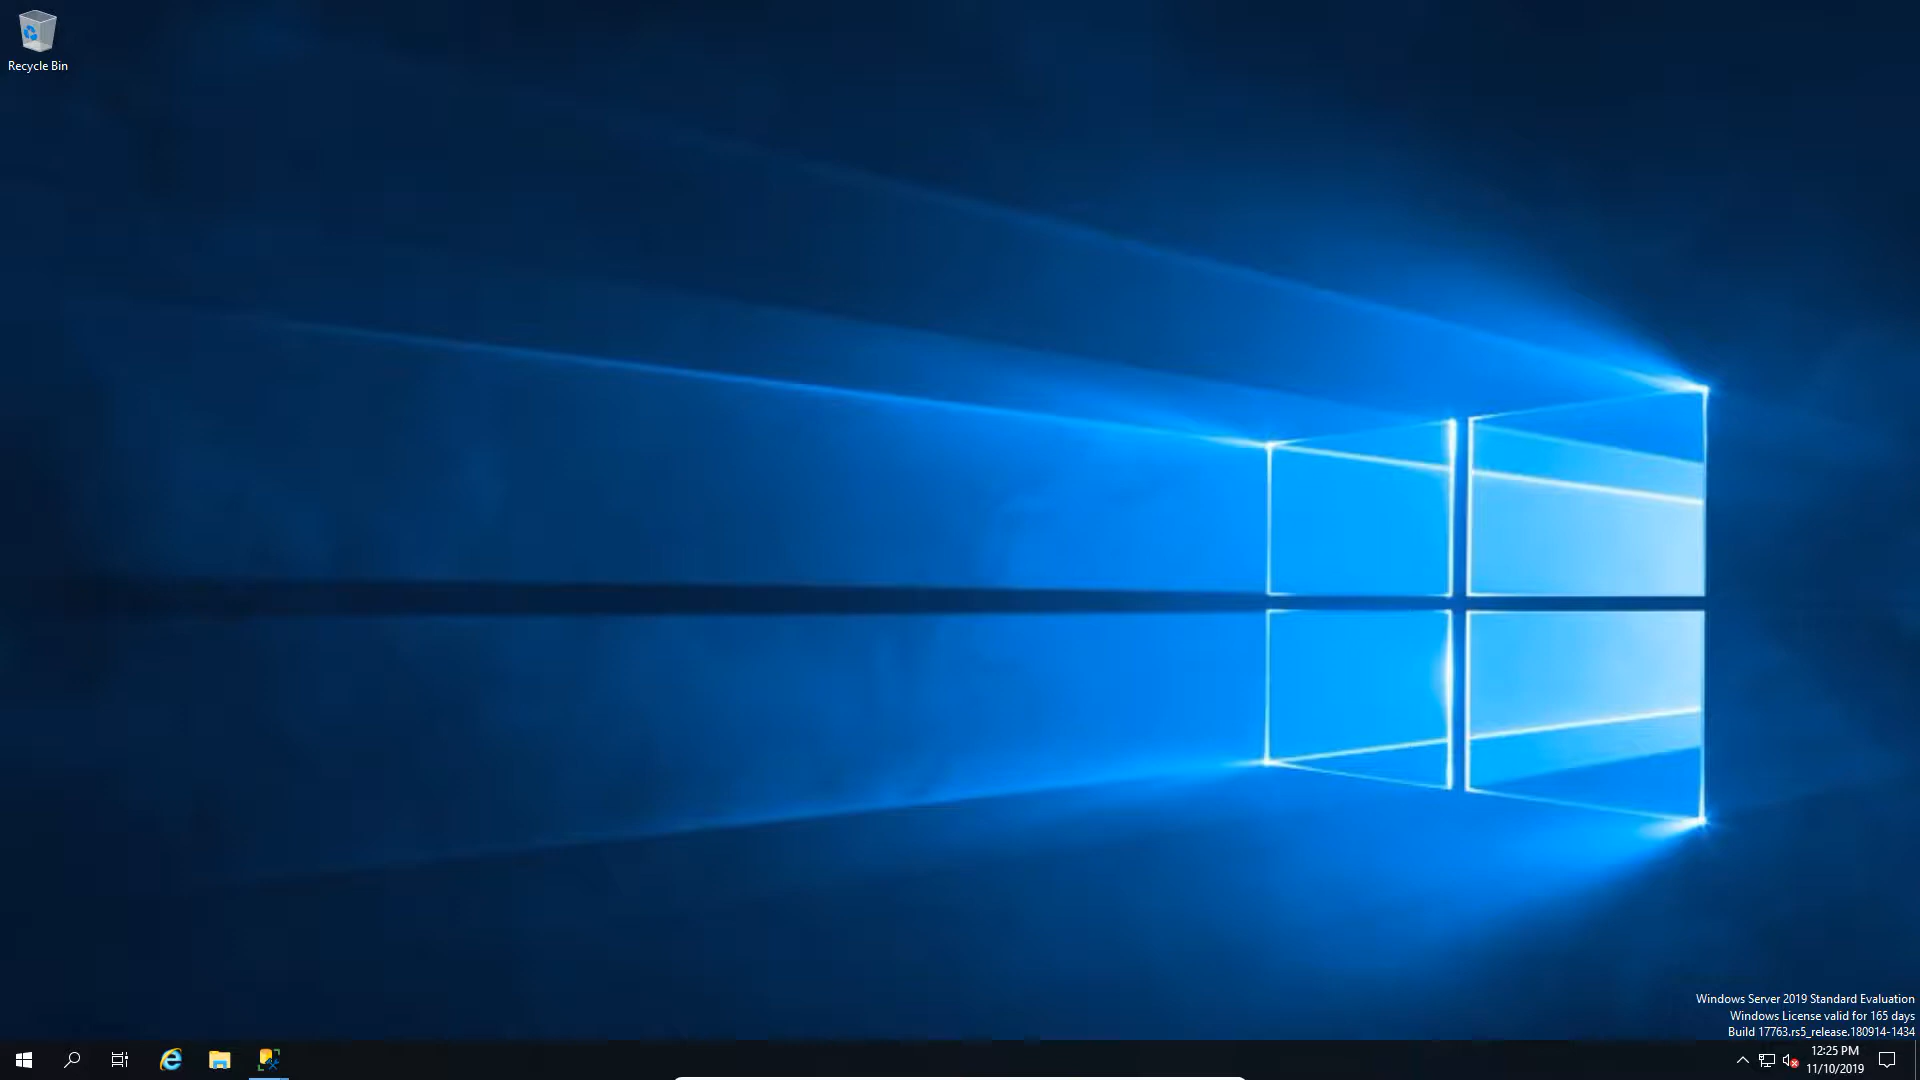 Recycle Bin
Windows Server 2019 Standard Evaluation
Windows License valid for 165 days
Build 17763.rs5_release.180914-1434
12:25 PM
11/10/2019